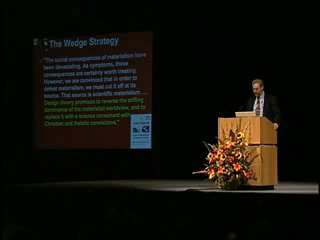 The Wedge Strategy
"The social consequences of materialism have
been devastating. As symptoms, those
consequences are certainly worth treating.
However, we are convinced that in order to
defeat materialism, we must cut it off at its
source. That source is scientific materialism. ...
Design theory promises to reverse the stifling
dominance of the materialist worldview, and to
replace it with a science consonant with
Christian and theistic convictions."